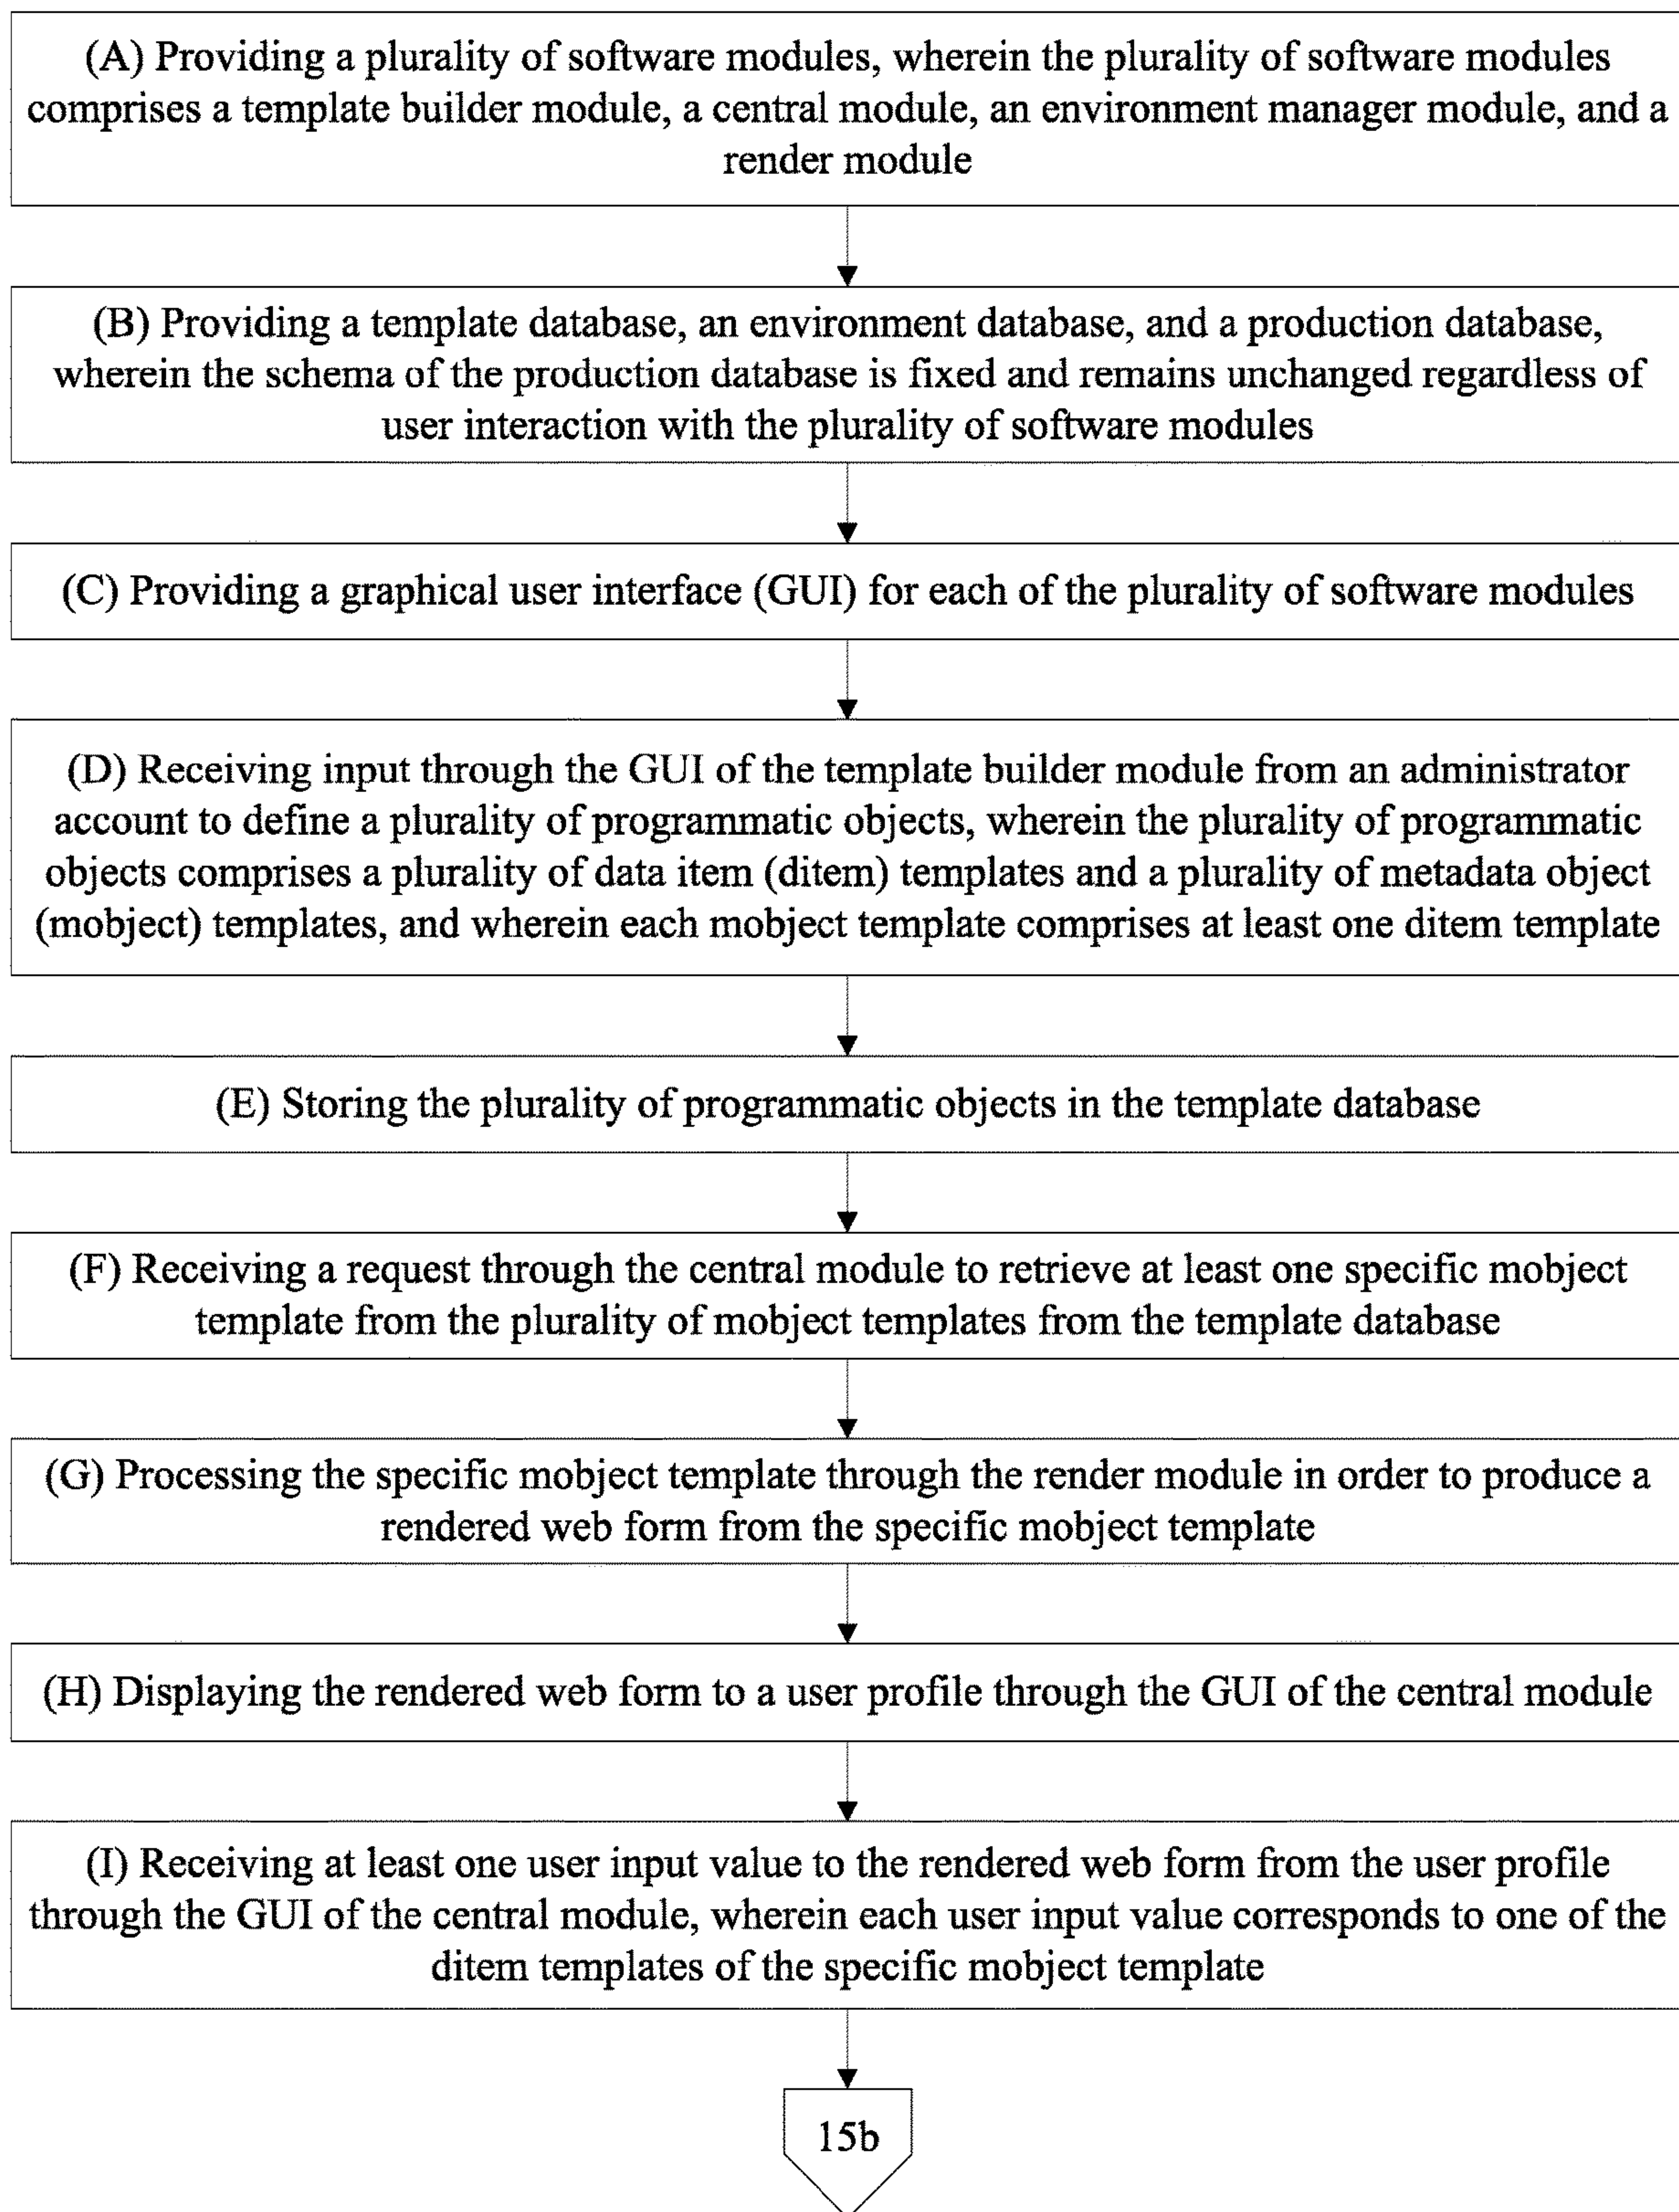 (A) Providing a plurality of software modules, wherein the plurality of software modules
comprises a template builder module, a central module, an environment manager module, and a
render module
(B) Providing a template database, an environment database, and a production database,
wherein the schema of the production database is fixed and remains unchanged regardless of
user interaction with the plurality of software modules
(C) Providing a graphical user interface (GUI) for each of the plurality of software modules
(D) Receiving input through the GUI of the template builder module from an administrator
account to define a plurality of programmatic objects, wherein the plurality of programmatic
objects comprises a plurality of data item (ditem) templates and a plurality of metadata object
(mobject) templates, and wherein each mobject template comprises at least one ditem template
(E) Storing the plurality of programmatic objects in the template database
(F) Receiving a request through the central module to retrieve at least one specific mobject
template from the plurality of mobject templates from the template database
(G) Processing the specific mobject template through the render module in order to produce a
rendered web form from the specific mobject template
(H) Displaying the rendered web form to a user profile through the GUI of the central module
(I) Receiving at least one user input value to the rendered web form from the user profile
through the GUI of the central module, wherein each user input value corresponds to one of the
ditem templates of the specific mobject template
15b